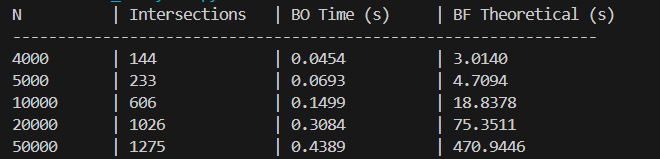 N | Intersections | BO Time (s) | BF Theoretical (s)
-----------------------------------------------------------------
4000 | 144 | 0.0454 | 3.0140
5000 | 233 | 0.0693 | 4.7094
10000 | 606 | 0.1499 | 18.8378
20000 | 1026 | 0.3084 | 75.3511
50000 | 1275 | 0.4389 | 470.9446